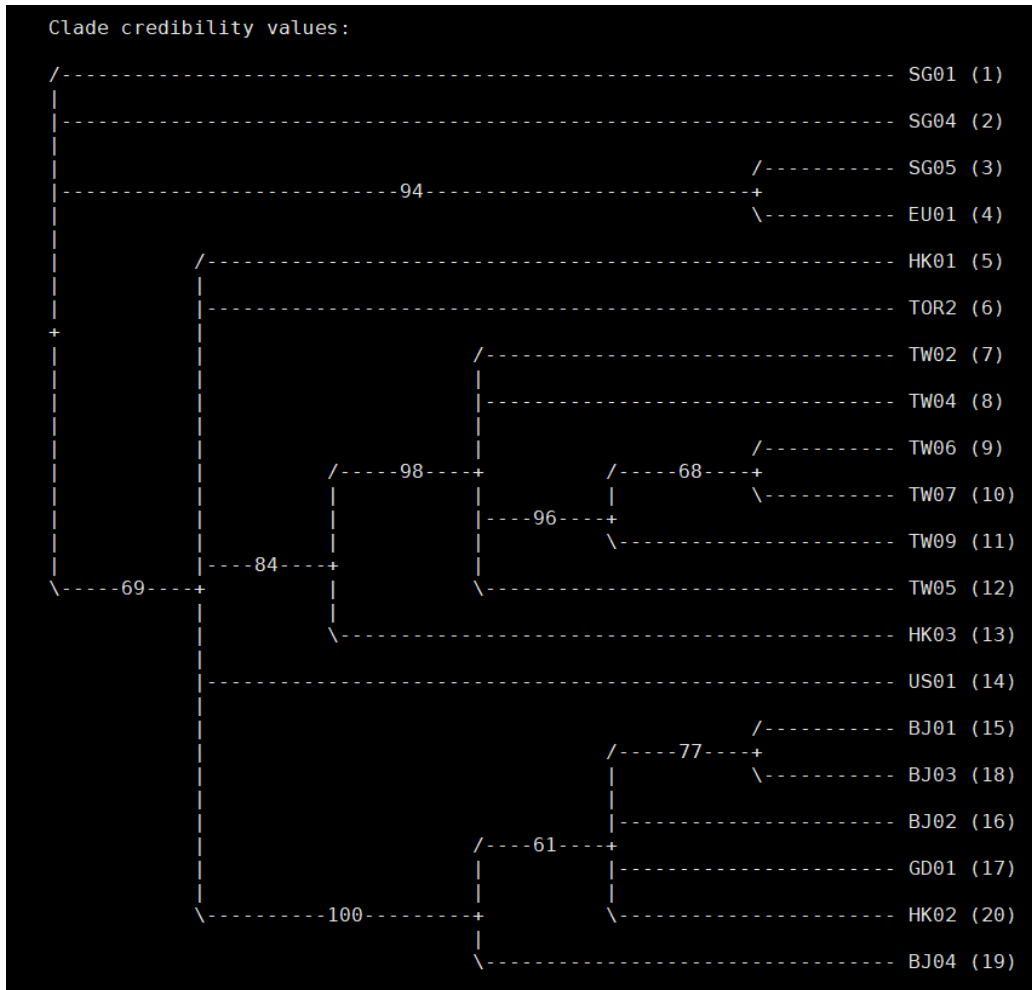 Clade credibility values:
SG01 (1)
SG04 (2)
SG05 (3)
94
EU01 (4)
HK01 (5)
TOR2 (6)
TW02 (7)
TW04 (8)
TW06 (9)
98 68
TW07 (10)
96
TW09 (11)
84
69 TW05 (12)
HK03 (13)
US01 (14)
BJ01 (15)
77
BJ03 (18)
BJ02 (16)
61
GD01 (17)
100 HK02 (20)
BJ04 (19)